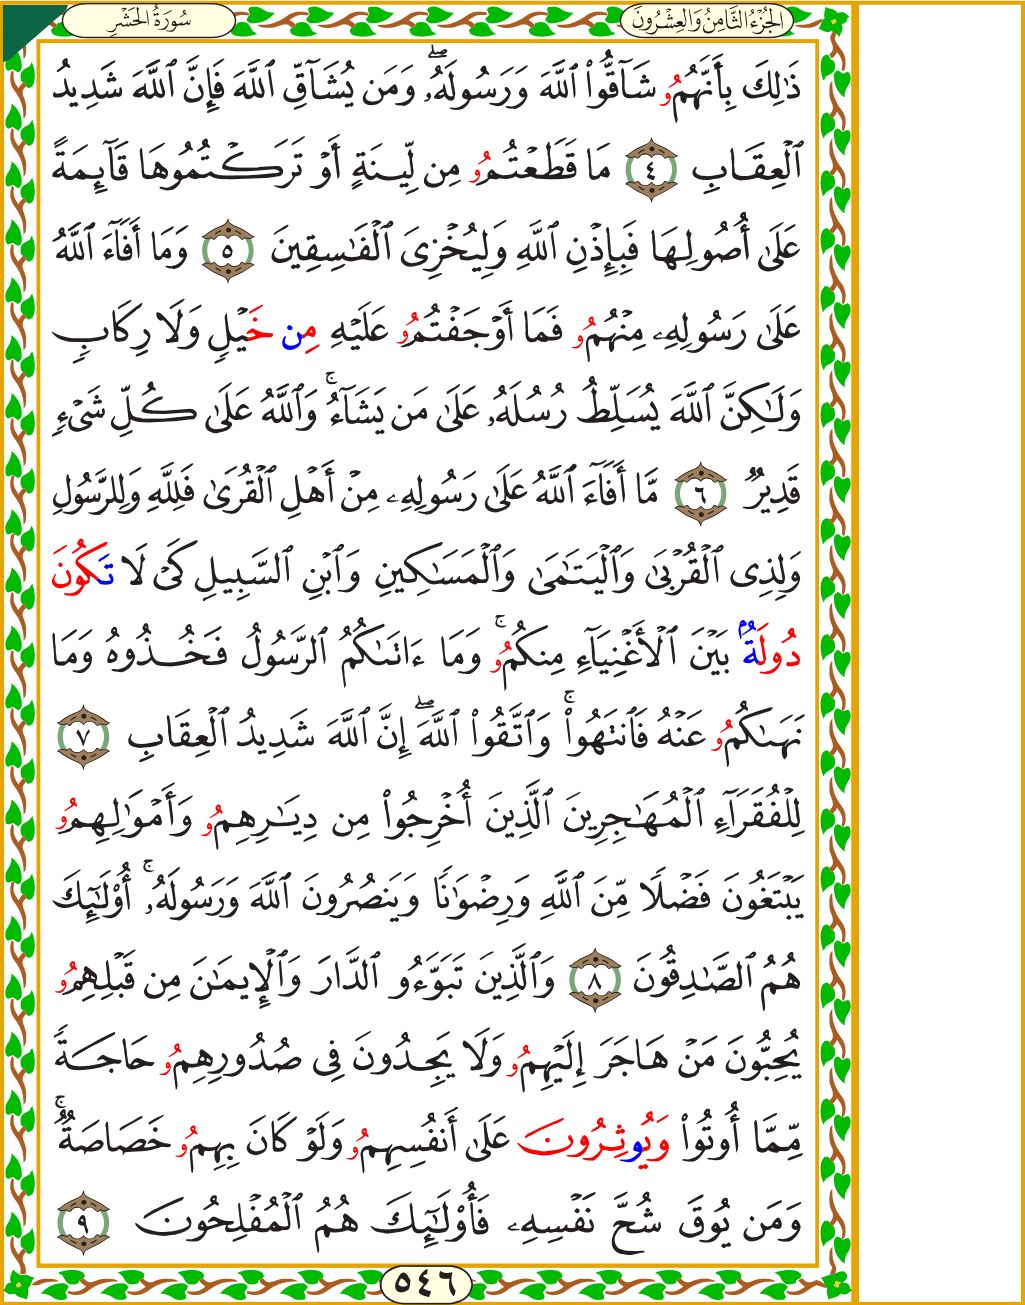 الجُزْءُ الثَّامِنُ وَالعِشْرُونَ
سُورَةُ الحَشْرِ
ذَٰلِكَ بِأَنَّهُمُۥ شَآقُّوا۟ ٱللَّهَ وَرَسُولَهُۥۖ وَمَن يُشَآقِّ ٱللَّهَ فَإِنَّ ٱللَّهَ شَدِيدُ
ٱلْعِقَابِ ٤ مَا قَطَعْتُمُۥ مِن لِّينَةٍ أَوْ تَرَكْتُمُوهَا قَآئِمَةً
عَلَىٰٓ أُصُولِهَا فَبِإِذْنِ ٱللَّهِ وَلِيُخْزِىَ ٱلْفَٰسِقِينَ ٥ وَمَآ أَفَآءَ ٱللَّهُ
عَلَىٰ رَسُولِهِۦ مِنْهُمُۥ فَمَآ أَوْجَفْتُمُۥ عَلَيْهِ مِن خَيْلٍ وَلَا رِكَابٍ
وَلَٰكِنَّ ٱللَّهَ يُسَلِّطُ رُسُلَهُۥ عَلَىٰ مَن يَشَآءُۚ وَٱللَّهُ عَلَىٰ كُلِّ شَىْءٍ
قَدِيرٌ ٦ مَّآ أَفَآءَ ٱللَّهُ عَلَىٰ رَسُولِهِۦ مِنْ أَهْلِ ٱلْقُرَىٰ فَلِلَّهِ وَلِلرَّسُولِ
وَلِذِى ٱلْقُرْبَىٰ وَٱلْيَتَٰمَىٰ وَٱلْمَسَٰكِينِ وَٱبْنِ ٱلسَّبِيلِ كَىْ لَا تَكُونَ
دُولَةٌۢ بَيْنَ ٱلْأَغْنِيَآءِ مِنكُمُۥۚ وَمَآ ءَاتَىٰكُمُ ٱلرَّسُولُ فَخُذُوهُ وَمَا
نَهَىٰكُمُۥ عَنْهُ فَٱنتَهُوا۟ۚ وَٱتَّقُوا۟ ٱللَّهَۖ إِنَّ ٱللَّهَ شَدِيدُ ٱلْعِقَابِ ٧
لِلْفُقَرَآءِ ٱلْمُهَٰجِرِينَ ٱلَّذِينَ أُخْرِجُوا۟ مِن دِيَٰرِهِمُۥ وَأَمْوَٰلِهِمُۥ
يَبْتَغُونَ فَضْلًا مِّنَ ٱللَّهِ وَرِضْوَٰنًا وَيَنصُرُونَ ٱللَّهَ وَرَسُولَهُۥٓۚ أُو۟لَٰٓئِكَ
هُمُ ٱلصَّٰدِقُونَ ٨ وَٱلَّذِينَ تَبَوَّءُو ٱلدَّارَ وَٱلْإِيمَٰنَ مِن قَبْلِهِمُۥ
يُحِبُّونَ مَنْ هَاجَرَ إِلَيْهِمُۥ وَلَا يَجِدُونَ فِى صُدُورِهِمُۥ حَاجَةً
مِّمَّآ أُوتُوا۟ وَيُوثِرُونَ عَلَىٰٓ أَنفُسِهِمُۥ وَلَوْ كَانَ بِهِمُۥ خَصَاصَةٌۚ
وَمَن يُوقَ شُحَّ نَفْسِهِۦ فَأُو۟لَٰٓئِكَ هُمُ ٱلْمُفْلِحُونَ ٩
٥٤٦